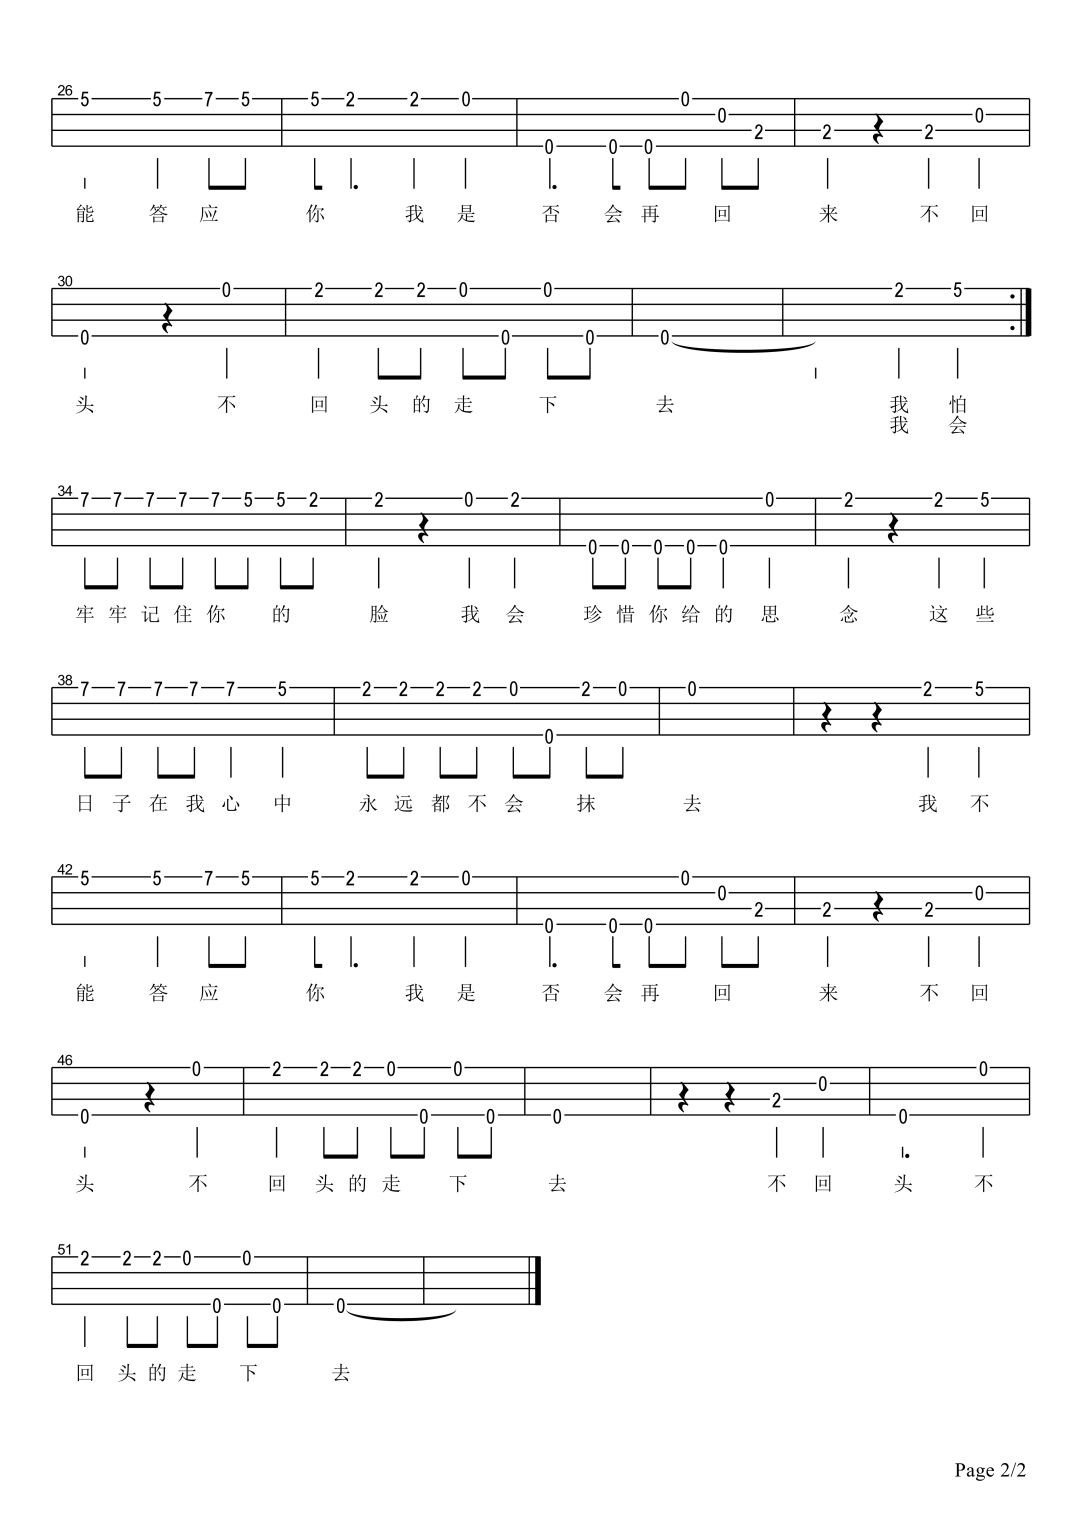 26
5 5 7 5 5 2 2 0 0 0 0 0 0 2 2 2 0
能 答 应 你 我 是 否 会 再 回 来 不 回
30
0 0 2 2 2 0 0 0 0 0 2 5
头 不 回 头 的 走 下 去 我 怕
我 会
34
7 7 7 7 7 5 5 2 2 0 2 0 0 0 0 0 0 2 2 5
牢 牢 记 住 你 的 脸 我 会 珍 惜 你 给 的 思 念 这 些
38
7 7 7 7 7 5 2 2 2 2 0 0 2 0 0 2 5
日 子 在 我 心 中 永 远 都 不 会 抹 去 我 不
42
5 5 7 5 5 2 2 0 0 0 0 0 0 2 2 2 0
能 答 应 你 我 是 否 会 再 回 来 不 回
46
0 0 2 2 2 0 0 0 0 0 2 0 0 0
头 不 回 头 的 走 下 去 不 回 头 不
51
2 2 2 0 0 0 0 0
回 头 的 走 下 去
Page 2/2